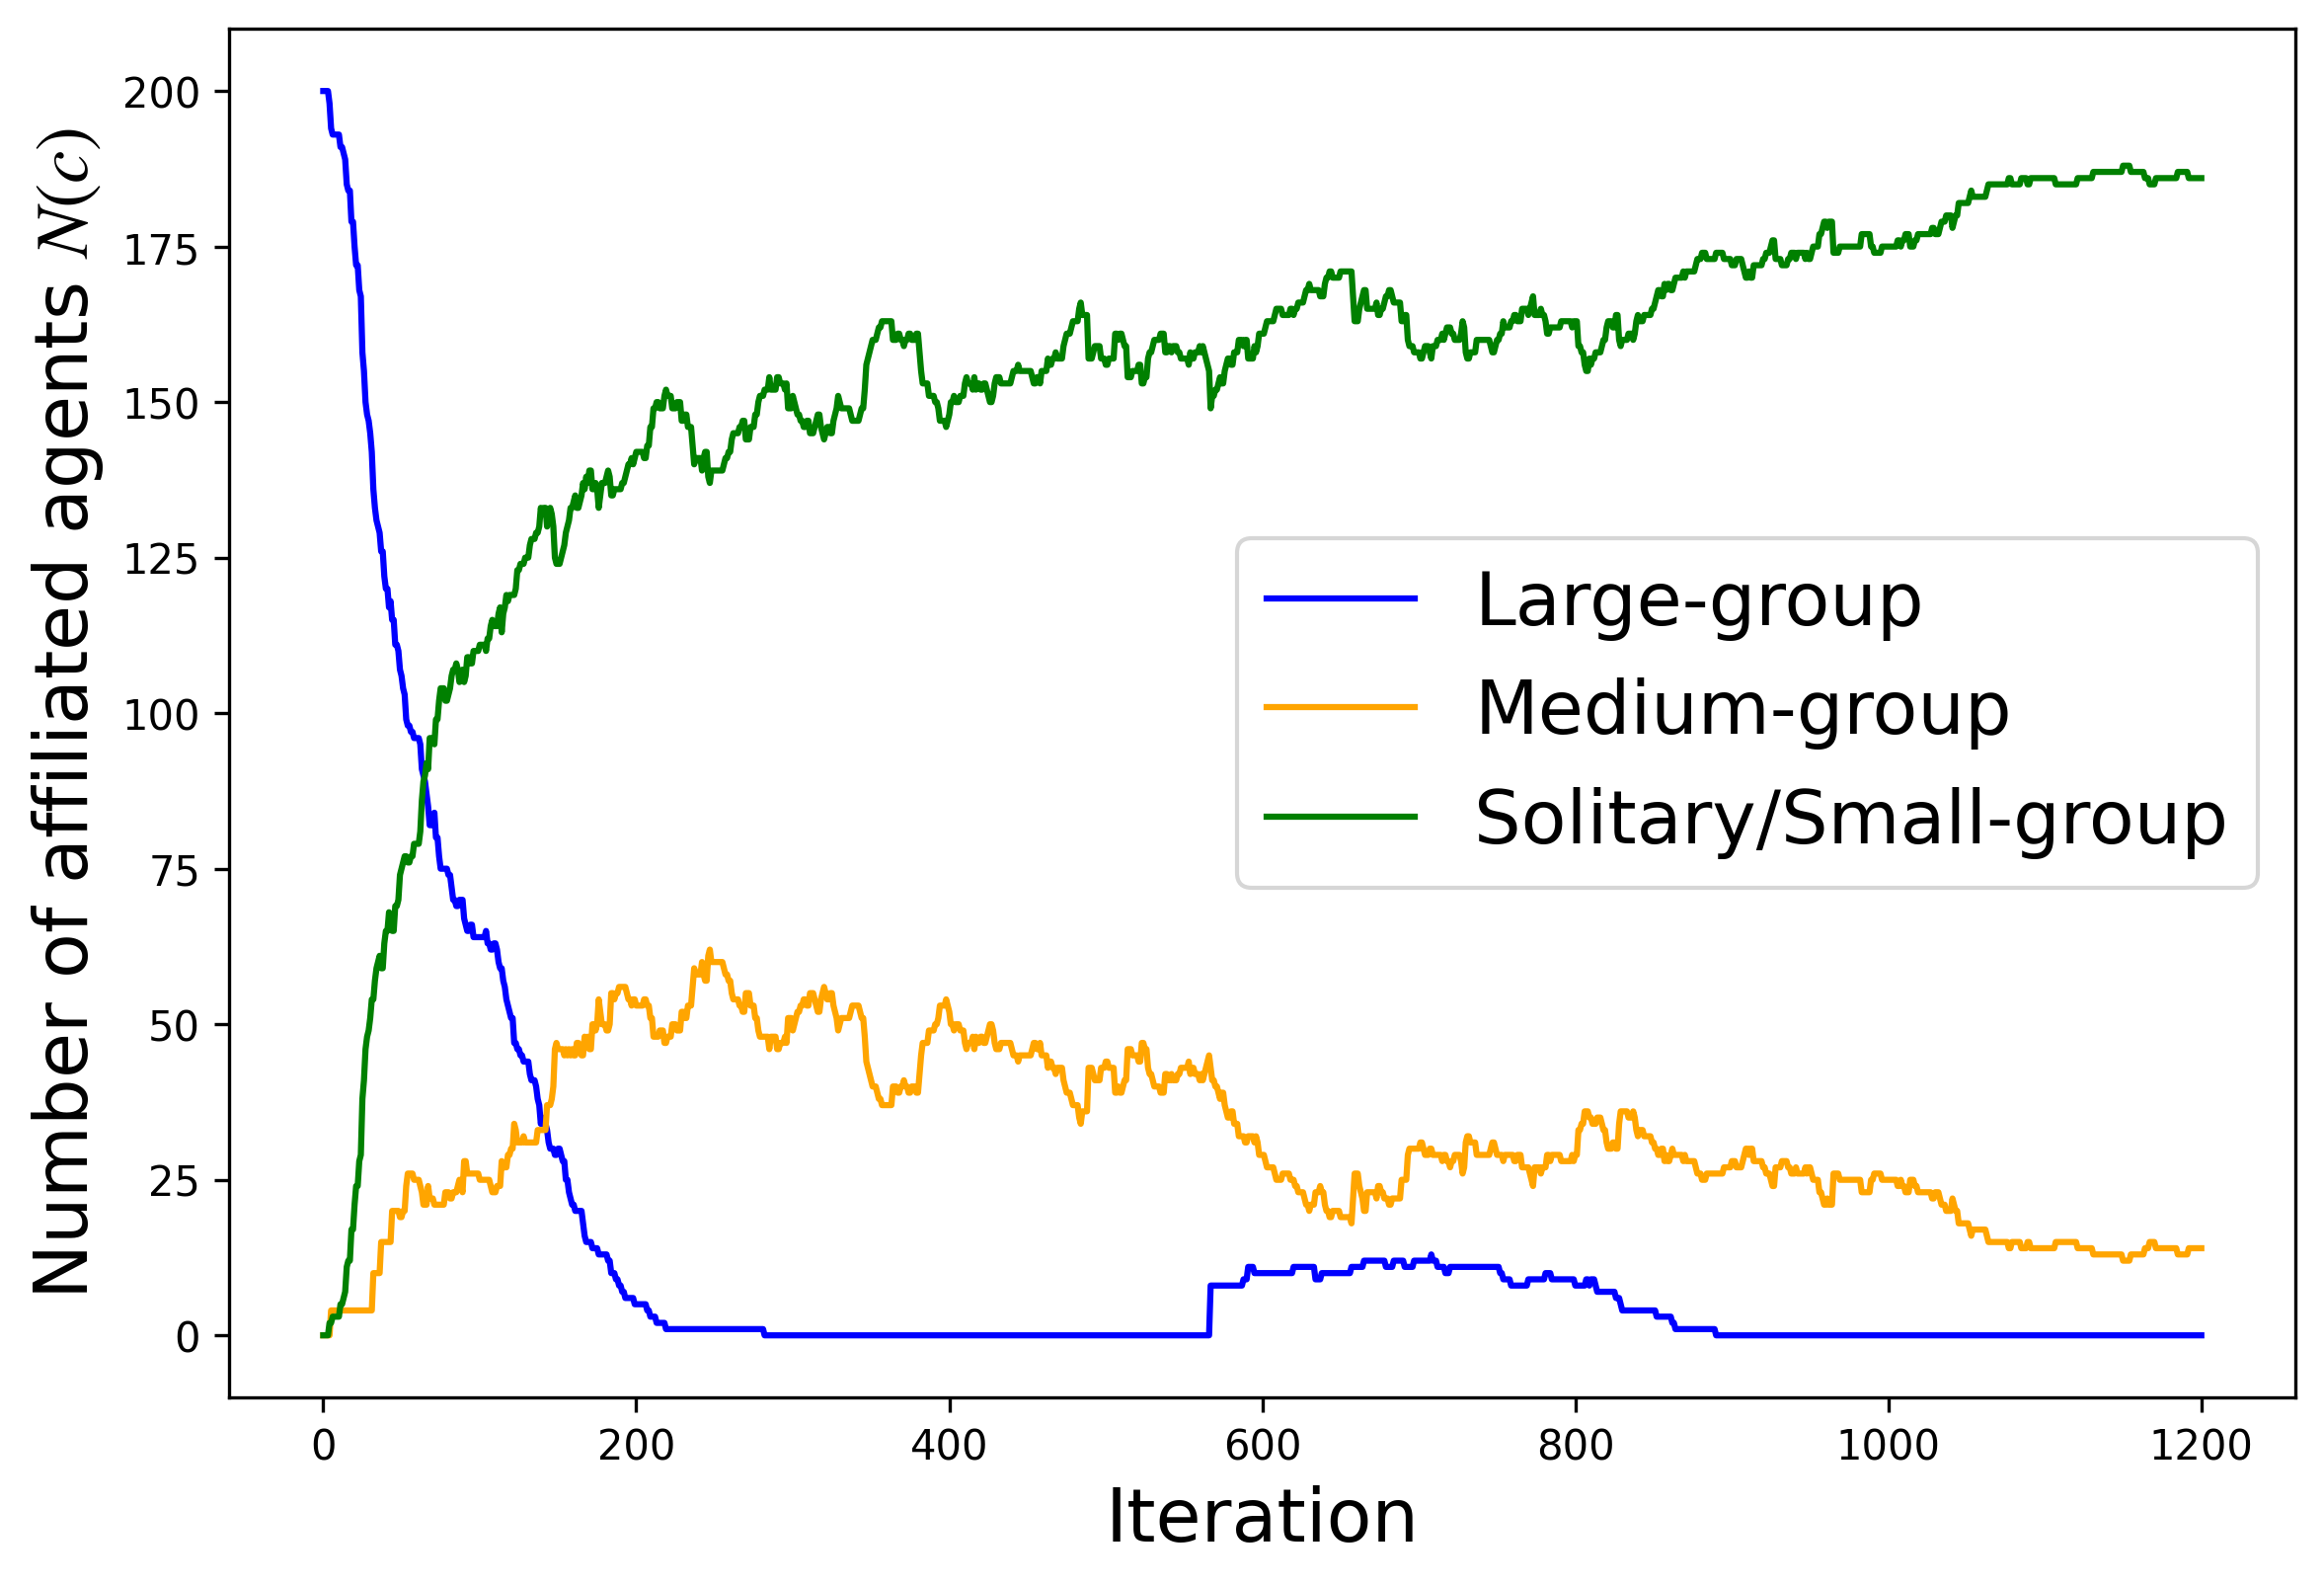 Number of affiliated agents N(c)
200
175
150
125
100
75
50
25
0
Large-group
Medium-group
Solitary/Small-group
0 200 400 600 800 1000 1200
Iteration